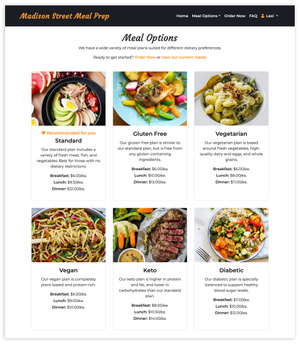 Madison Street Meal Prep
Home Meal Options Order Now FAQ Lexi
Meal Options
We have a wide variety of meal plans suited for different dietary preferences.
Ready to get started? Order Now or view our current meals.
Recommended for you
Standard
Our standard plan includes a
variety of fresh meat, fish, and
vegetables. Best for those with no
dietary restrictions.
Breakfast: $6.00/ea.
Lunch: $9.50/ea.
Dinner: $12.00/ea.
Gluten Free
Our gluten free plan is similar to
our standard plan, but is free from
any gluten-containing
ingredients.
Breakfast: $6.00/ea.
Lunch: $9.50/ea.
Dinner: $13.00/ea.
Vegetarian
Our vegetarian plan is based
around fresh vegetables, high-
quality dairy and eggs, and whole
grains.
Breakfast: $6.00/ea.
Lunch: $8.00/ea.
Dinner: $11.00/ea.
Vegan
Our vegan plan is completely
plant based and protein-rich.
Breakfast: $6.00/ea.
Lunch: $9.00/ea.
Dinner: $10.00/ea.
Keto
Our keto plan is higher in protein
and fat, and lower in
carbohydrates than our standard
plan.
Breakfast: $8.00/ea.
Lunch: $10.50/ea.
Dinner: $14.00/ea.
Diabetic
Our diabetic plan is specially
balanced to support healthy
blood sugar levels.
Breakfast: $7.00/ea.
Lunch: $10.00/ea.
Dinner: $12.00/ea.